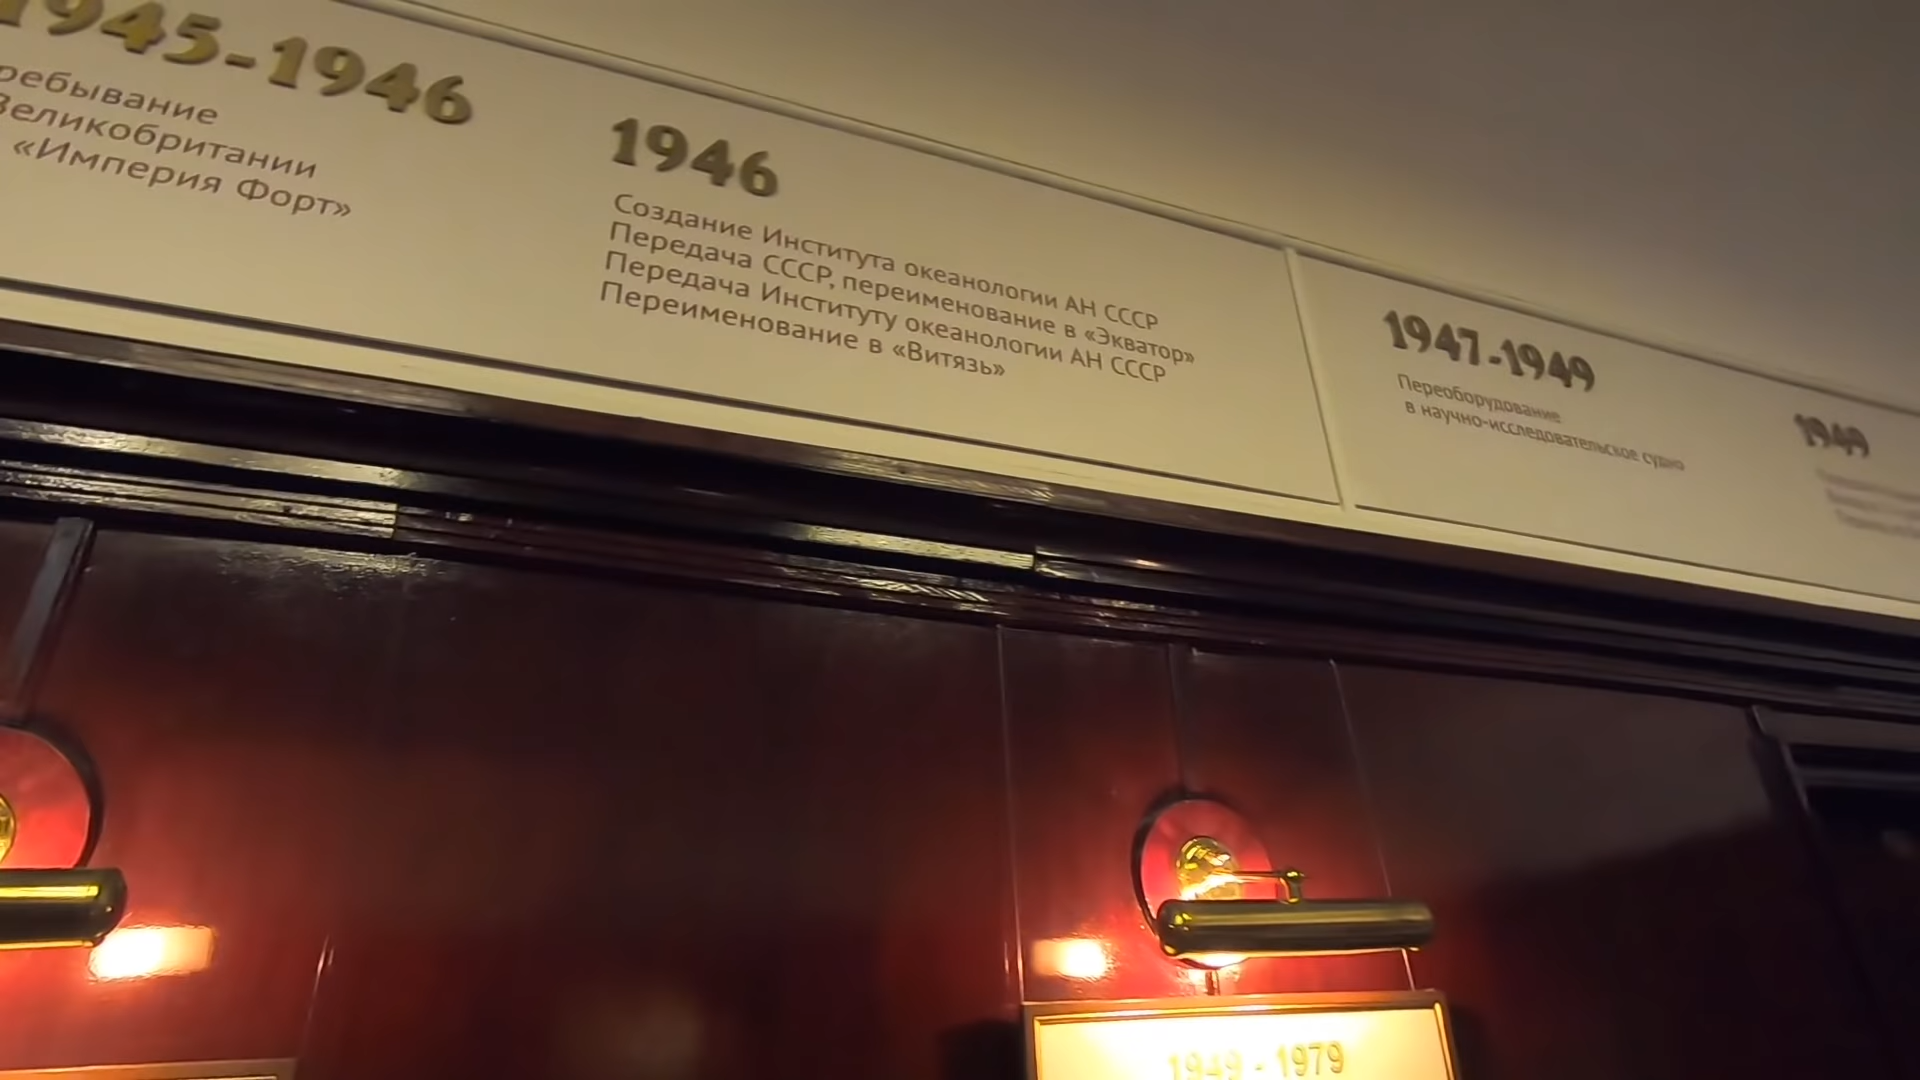 1945-1946
ребывание
Великобритании
«Империя Форт»
1946
Создание Института океанологии АН СССР
Передача СССР, переименование в «Экватор»
Передача Институту океанологии АН СССР
Переименование в «Витязь»
1947-1949
Переоборудование
в научно-исследовательское судно
1949
1949 - 1979